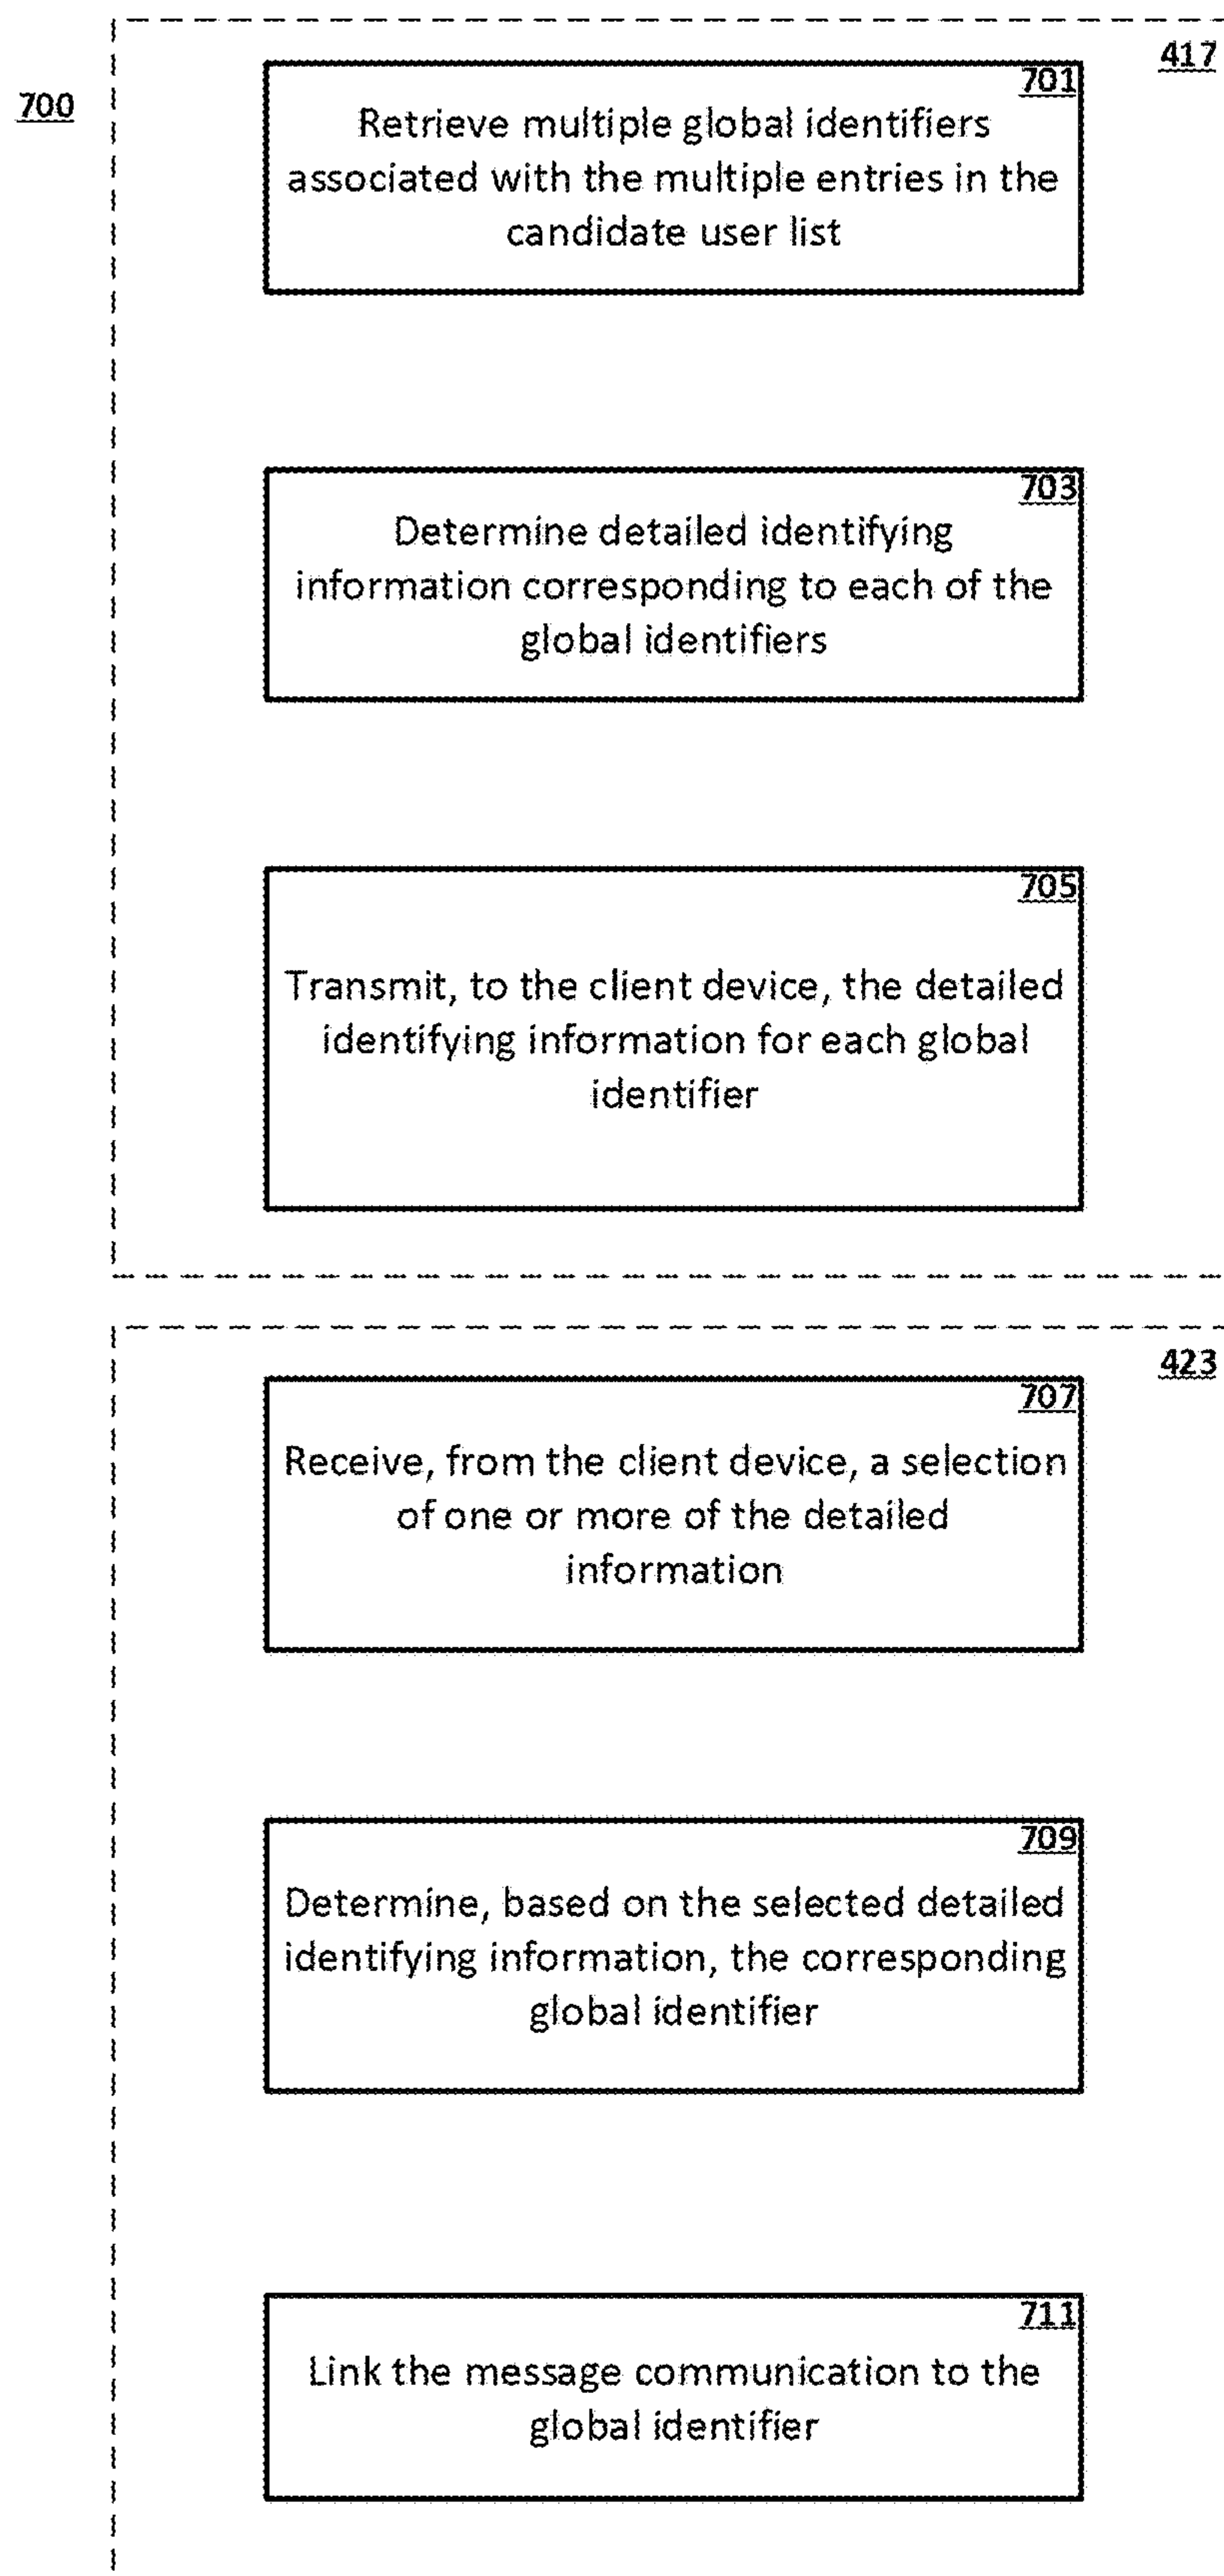 417
700
701
Retrieve multiple global identifiers
associated with the multiple entries in the
candidate user list
703
Determine detailed identifying
information corresponding to each of the
global identifiers
705
Transmit, to the client device, the detailed
identifying information for each global
identifier
423
707
Receive, from the client device, a selection
of one or more of the detailed
information
709
Determine, based on the selected detailed
identifying information, the corresponding
global identifier
711
Link the message communication to the
global identifier